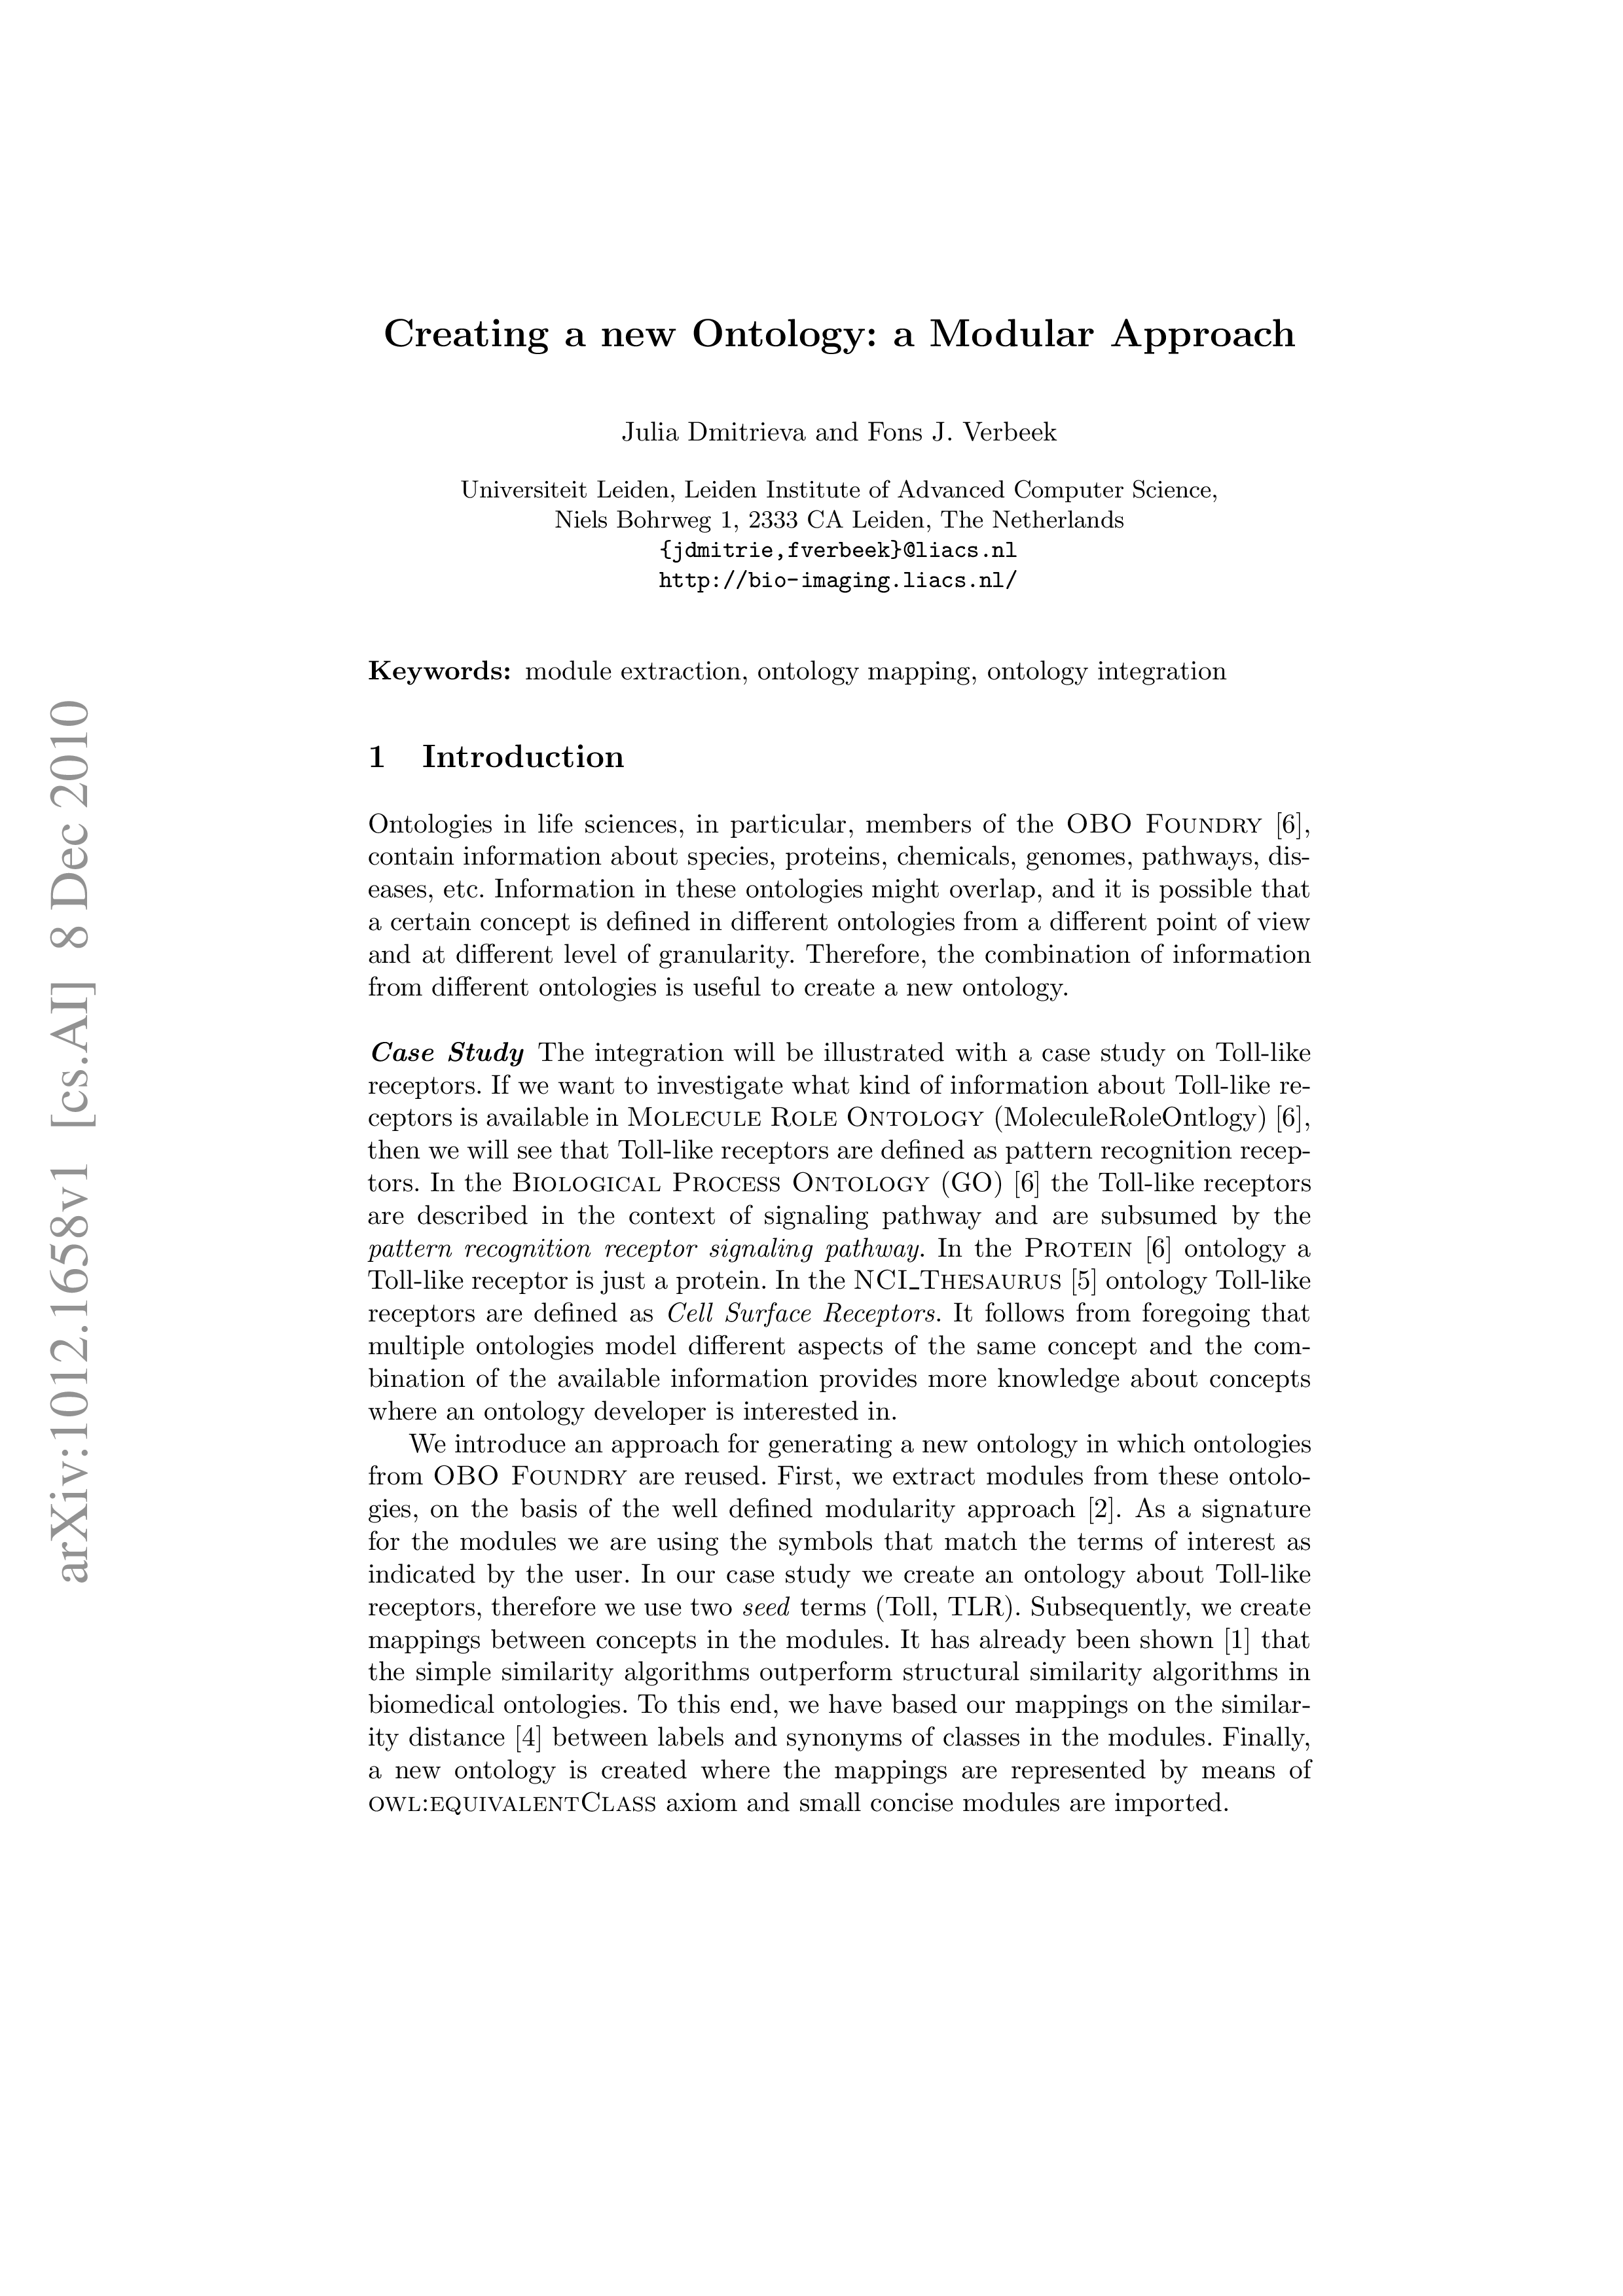 Creating a new Ontology: a Modular Approach
Julia Dmitrieva and Fons J. Verbeek
Universiteit Leiden, Leiden Institute of Advanced Computer Science,
Niels Bohrweg 1, 2333 CA Leiden, The Netherlands
{jdmitrie,fverbeek}@liacs.nl
http://bio-imaging.liacs.nl/
Keywords: module extraction, ontology mapping, ontology integration
1 Introduction
Ontologies in life sciences, in particular, members of the OBO Foundry [6],
contain information about species, proteins, chemicals, genomes, pathways, dis-
eases, etc. Information in these ontologies might overlap, and it is possible that
a certain concept is defined in different ontologies from a different point of view
and at different level of granularity. Therefore, the combination of information
from different ontologies is useful to create a new ontology.
Case Study The integration will be illustrated with a case study on Toll-like
receptors. If we want to investigate what kind of information about Toll-like re-
ceptors is available in Molecule Role Ontology (MoleculeRoleOntlogy) [6],
then we will see that Toll-like receptors are defined as pattern recognition recep-
tors. In the Biological Process Ontology (GO) [6] the Toll-like receptors
are described in the context of signaling pathway and are subsumed by the
pattern recognition receptor signaling pathway. In the Protein [6] ontology a
Toll-like receptor is just a protein. In the NCI_Thesaurus [5] ontology Toll-like
receptors are defined as Cell Surface Receptors. It follows from foregoing that
multiple ontologies model different aspects of the same concept and the com-
bination of the available information provides more knowledge about concepts
where an ontology developer is interested in.
We introduce an approach for generating a new ontology in which ontologies
from OBO Foundry are reused. First, we extract modules from these ontolo-
gies, on the basis of the well defined modularity approach [2]. As a signature
for the modules we are using the symbols that match the terms of interest as
indicated by the user. In our case study we create an ontology about Toll-like
receptors, therefore we use two seed terms (Toll, TLR). Subsequently, we create
mappings between concepts in the modules. It has already been shown [1] that
the simple similarity algorithms outperform structural similarity algorithms in
biomedical ontologies. To this end, we have based our mappings on the similar-
ity distance [4] between labels and synonyms of classes in the modules. Finally,
a new ontology is created where the mappings are represented by means of
owl:equivalentClass axiom and small concise modules are imported.
arXiv:1012.1658v1 [cs.AI] 8 Dec 2010